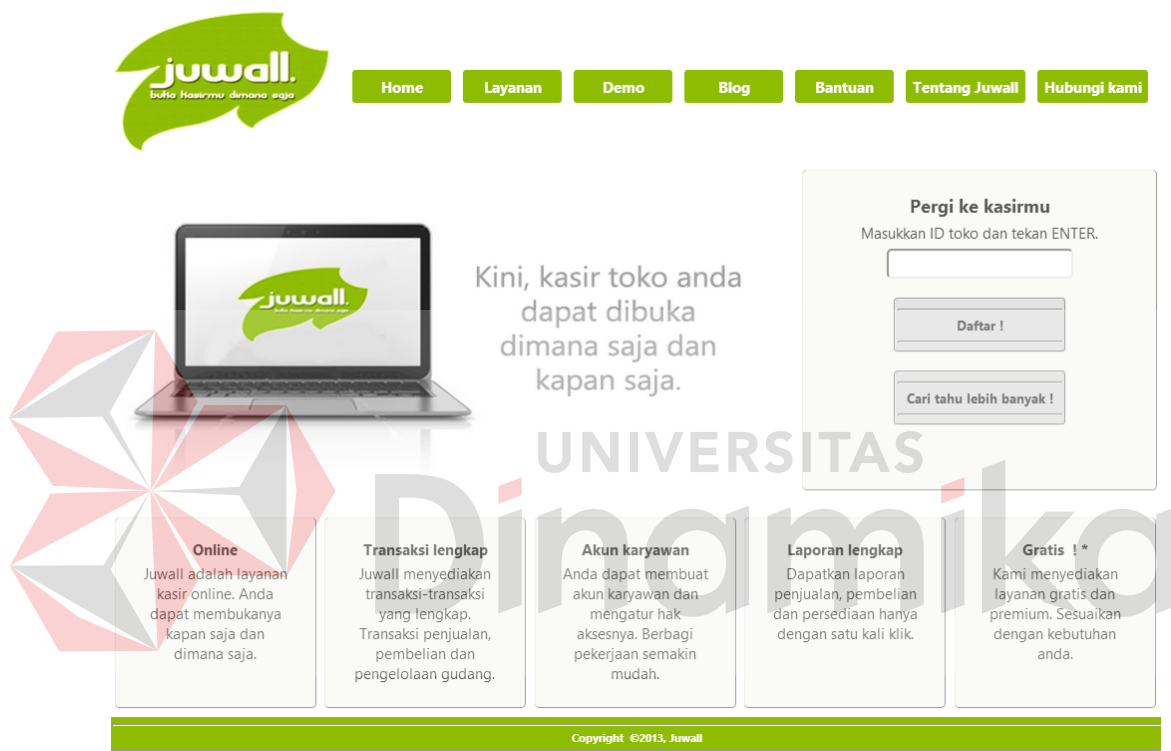 juwall.
buka kasirmu dimana saja
Home
Layanan
Demo
Blog
Bantuan
Tentang Juwall
Hubungi kami
juwall.
buka kasirmu dimana saja
Kini, kasir toko anda
dapat dibuka
dimana saja dan
kapan saja.
Pergi ke kasirmu
Masukkan ID toko dan tekan ENTER.
Daftar !
Cari tahu lebih banyak !
UNIVERSITAS
Dinamika
Online
Juwall adalah layanan
kasir online. Anda
dapat membukanya
kapan saja dan
dimana saja.
Transaksi lengkap
Juwall menyediakan
transaksi-transaksi
yang lengkap.
Transaksi penjualan,
pembelian dan
pengelolaan gudang.
Akun karyawan
Anda dapat membuat
akun karyawan dan
mengatur hak
aksesnya. Berbagi
pekerjaan semakin
mudah.
Laporan lengkap
Dapatkan laporan
penjualan, pembelian
dan persediaan hanya
dengan satu kali klik.
Gratis ! *
Kami menyediakan
layanan gratis dan
premium. Sesuaikan
dengan kebutuhan
anda.
Copyright ©2013, Juwall